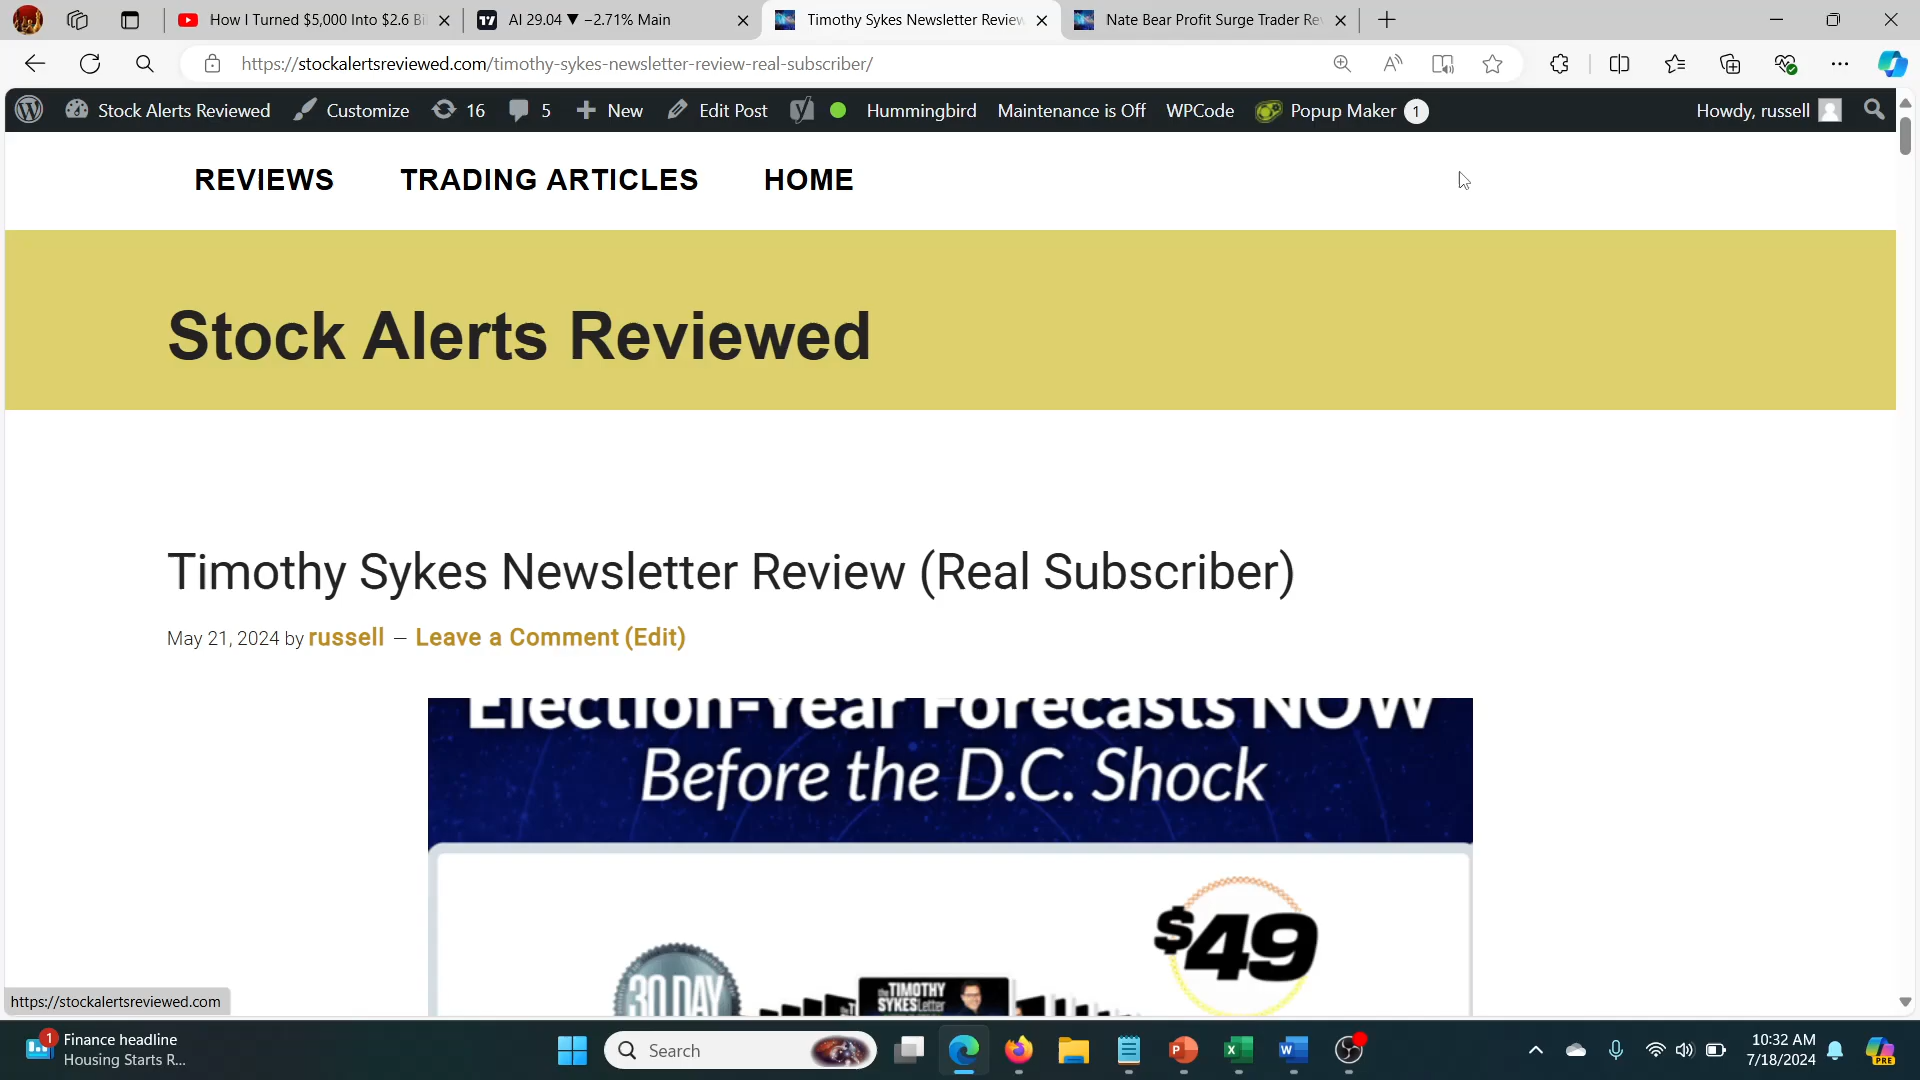 How I Turned $5,000 Into $2.6 Bi
AI 29.04 ▼ −2.71% Main
Timothy Sykes Newsletter Review
Nate Bear Profit Surge Trader Re
https://stockalertsreviewed.com/timothy-sykes-newsletter-review-real-subscriber/
Stock Alerts Reviewed
Customize
16
5
New
Edit Post
Hummingbird
Maintenance is Off
WPCode
Popup Maker 1
Howdy, russell
REVIEWS
TRADING ARTICLES
HOME
Stock Alerts Reviewed
Timothy Sykes Newsletter Review (Real Subscriber)
May 21, 2024 by russell — Leave a Comment (Edit)
Election-Year Forecasts NOW
Before the D.C. Shock
$49
30 DAY
the TIMOTHY
SYKES Letter
https://stockalertsreviewed.com
1
Finance headline
Housing Starts R...
Search
10:32 AM
7/18/2024
PRE